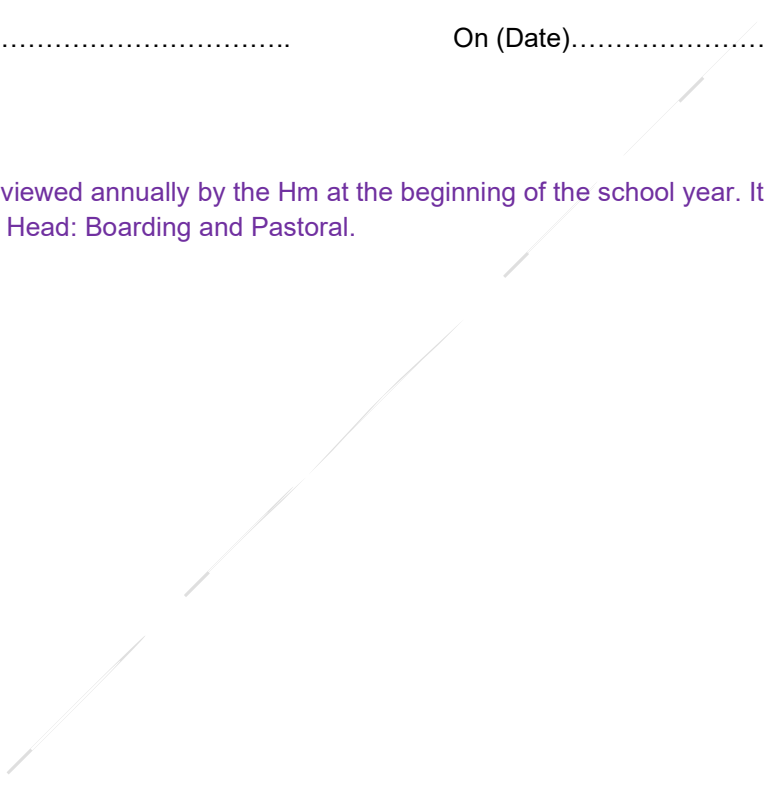 …………………………….. On (Date)…………………
viewed annually by the Hm at the beginning of the school year. It
Head: Boarding and Pastoral.